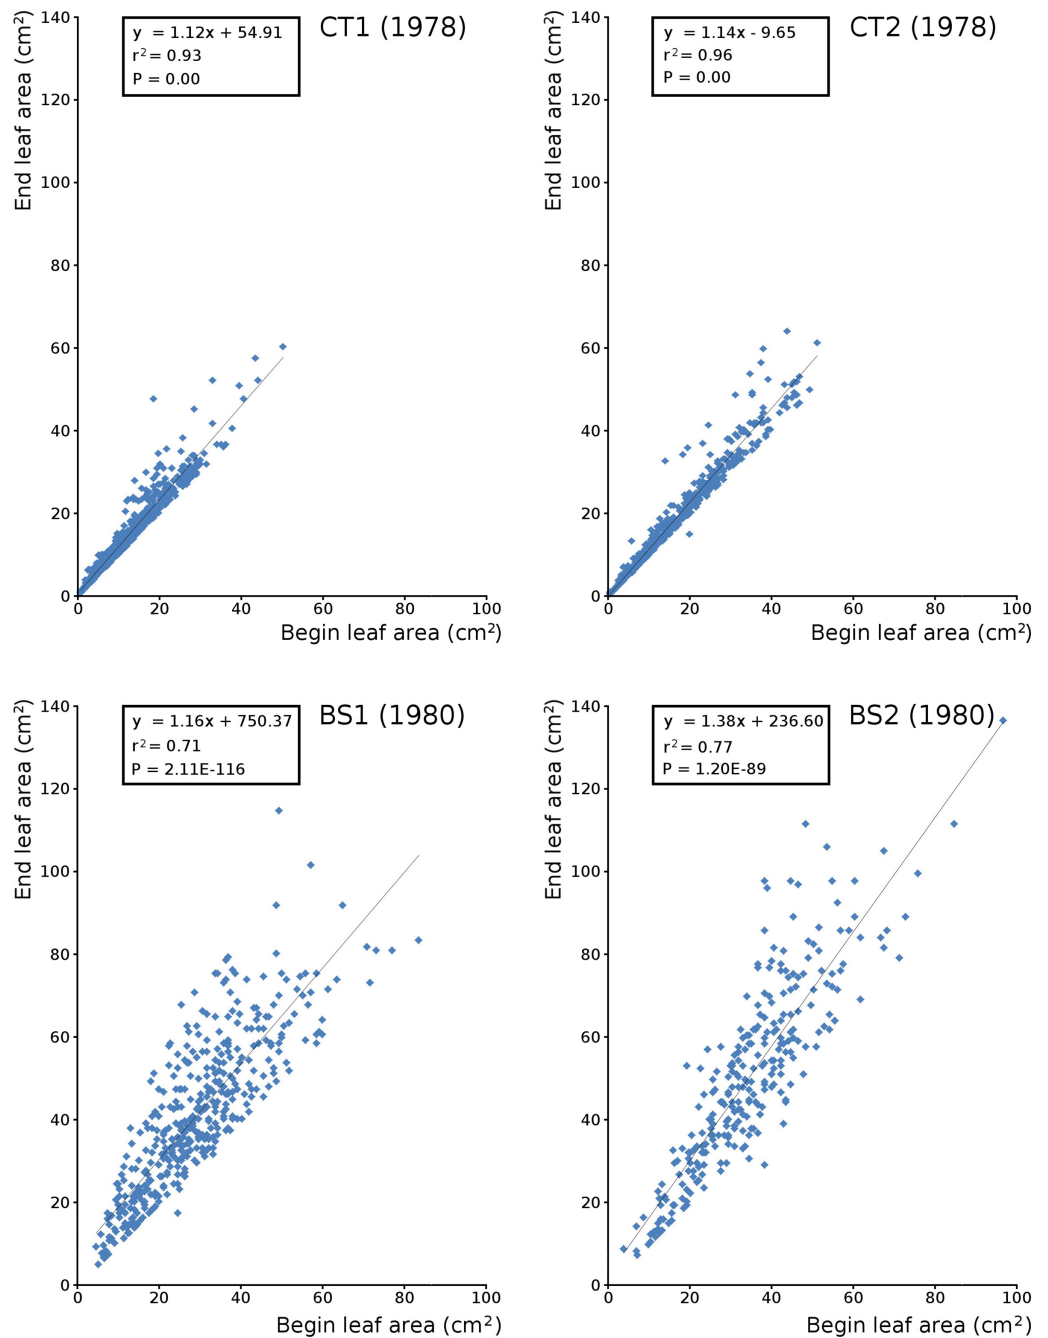 CT1 (1978)
y = 1.12x + 54.91
r² = 0.93
P = 0.00
End leaf area (cm²)
140
120
100
80
60
40
20
0
0 20 40 60 80 100
Begin leaf area (cm²)
CT2 (1978)
y = 1.14x - 9.65
r² = 0.96
P = 0.00
End leaf area (cm²)
140
120
100
80
60
40
20
0
0 20 40 60 80 100
Begin leaf area (cm²)
BS1 (1980)
y = 1.16x + 750.37
r² = 0.71
P = 2.11E-116
End leaf area (cm²)
140
120
100
80
60
40
20
0
0 20 40 60 80 100
Begin leaf area (cm²)
BS2 (1980)
y = 1.38x + 236.60
r² = 0.77
P = 1.20E-89
End leaf area (cm²)
140
120
100
80
60
40
20
0
0 20 40 60 80 100
Begin leaf area (cm²)